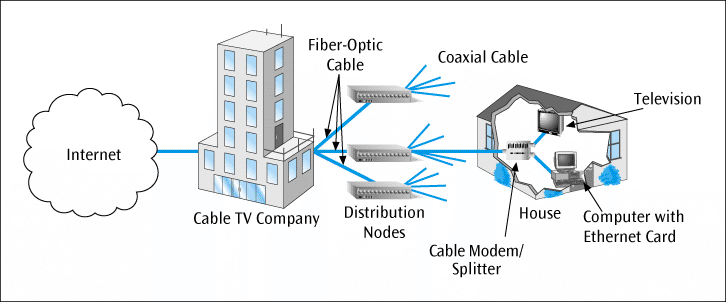 Fiber-Optic
Cable
Coaxial Cable
Television
Internet
Cable TV Company
Distribution
Nodes
House
Computer with
Ethernet Card
Cable Modem/
Splitter